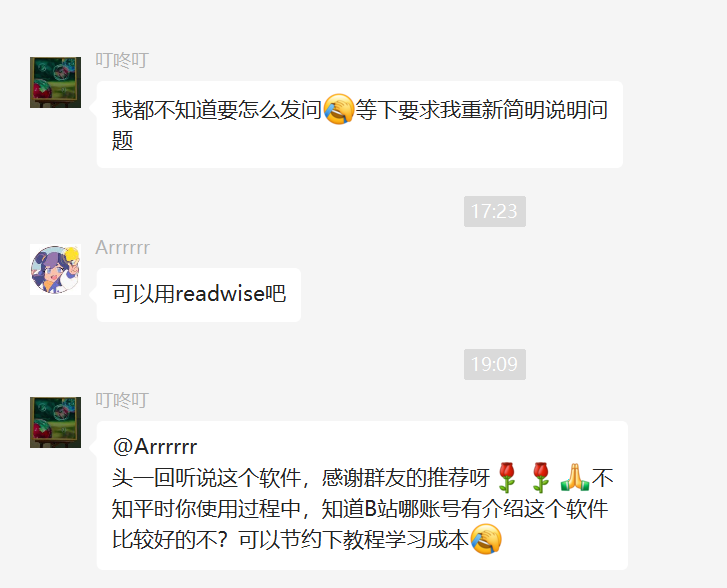 叮咚叮
我都不知道要怎么发问🤦等下要求我重新简明说明问
题
17:23
Arrrrrr
可以用readwise吧
19:09
叮咚叮
@Arrrrrr
头一回听说这个软件，感谢群友的推荐呀🌹🌹🙏不
知平时你使用过程中，知道B站哪账号有介绍这个软件
比较好的不？可以节约下教程学习成本🤦